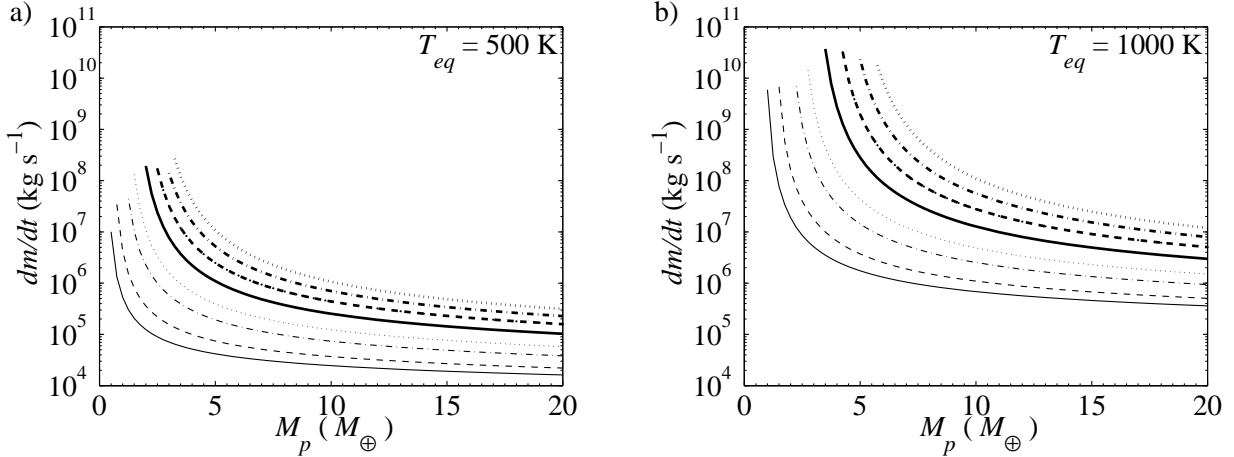 a)
T_eq = 500 K
10^11
10^10
10^9
10^8
10^7
10^6
10^5
10^4
dm/dt (kg s^−1)
0 5 10 15 20
M_p ( M_⊕ )
b)
T_eq = 1000 K
10^11
10^10
10^9
10^8
10^7
10^6
10^5
10^4
dm/dt (kg s^−1)
0 5 10 15 20
M_p ( M_⊕ )